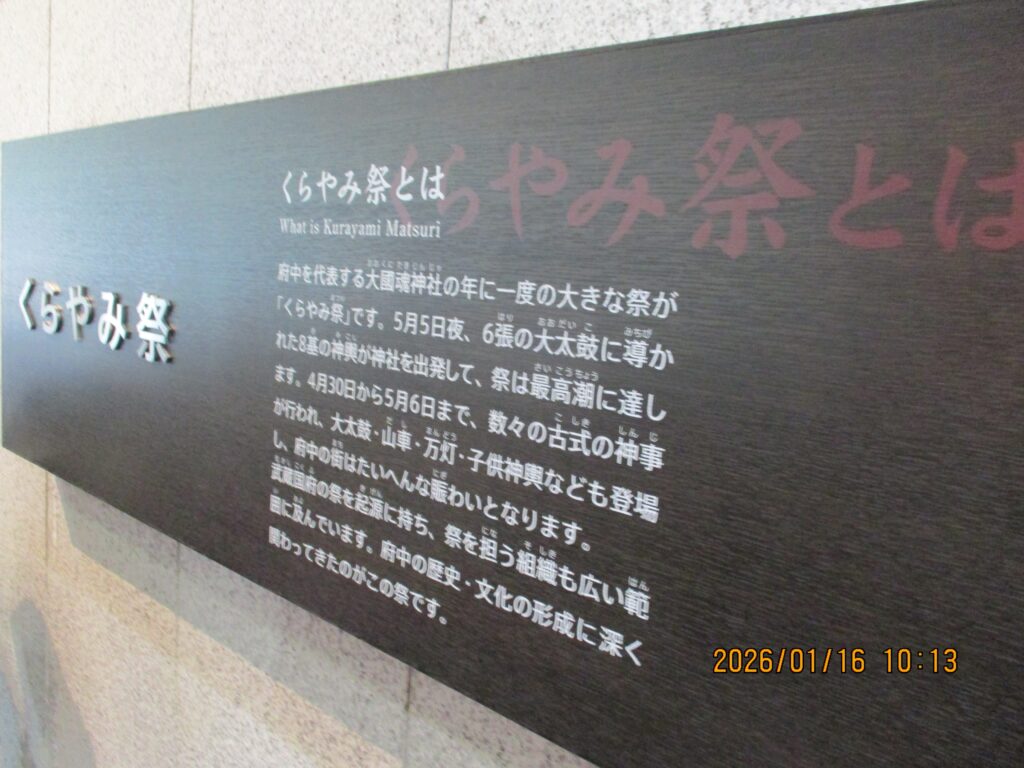 くらやみ祭
くらやみ祭とは
くらやみ祭とは
What is Kurayami Matsuri
府中を代表する大國魂神社の年に一度の大きな祭が
「くらやみ祭」です。5月5日夜、6張の大太鼓に導か
れた8基の神輿が神社を出発して、祭は最高潮に達し
ます。4月30日から5月6日まで、数々の古式の神事
が行われ、大太鼓・山車・万灯・子供神輿なども登場
し、府中の街はたいへんな賑わいとなります。
武蔵国府の祭を起源に持ち、祭を担う組織も広い範
囲に及んでいます。府中の歴史・文化の形成に深く
関わってきたのがこの祭です。
2026/01/16 10:13